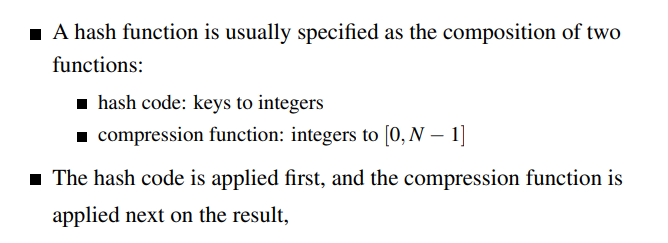 ■ A hash function is usually specified as the composition of two
functions:
■ hash code: keys to integers
■ compression function: integers to [0, N − 1]
■ The hash code is applied first, and the compression function is
applied next on the result,